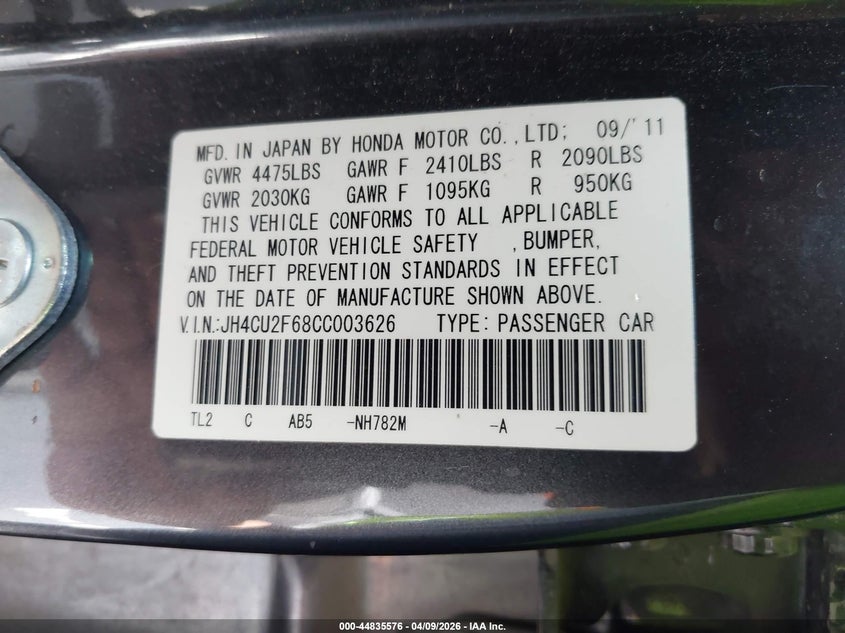 MFD. IN JAPAN BY HONDA MOTOR CO.,LTD; 09/'11
GVWR 4475LBS GAWR F 2410LBS R 2090LBS
GVWR 2030KG GAWR F 1095KG R 950KG
THIS VEHICLE CONFORMS TO ALL APPLICABLE
FEDERAL MOTOR VEHICLE SAFETY , BUMPER,
AND THEFT PREVENTION STANDARDS IN EFFECT
ON THE DATE OF MANUFACTURE SHOWN ABOVE.
V.I.N.:JH4CU2F68CC003626 TYPE: PASSENGER CAR
TL2 C AB5 -NH782M -A -C
000-44835576 - 04/09/2026 - IAA Inc.